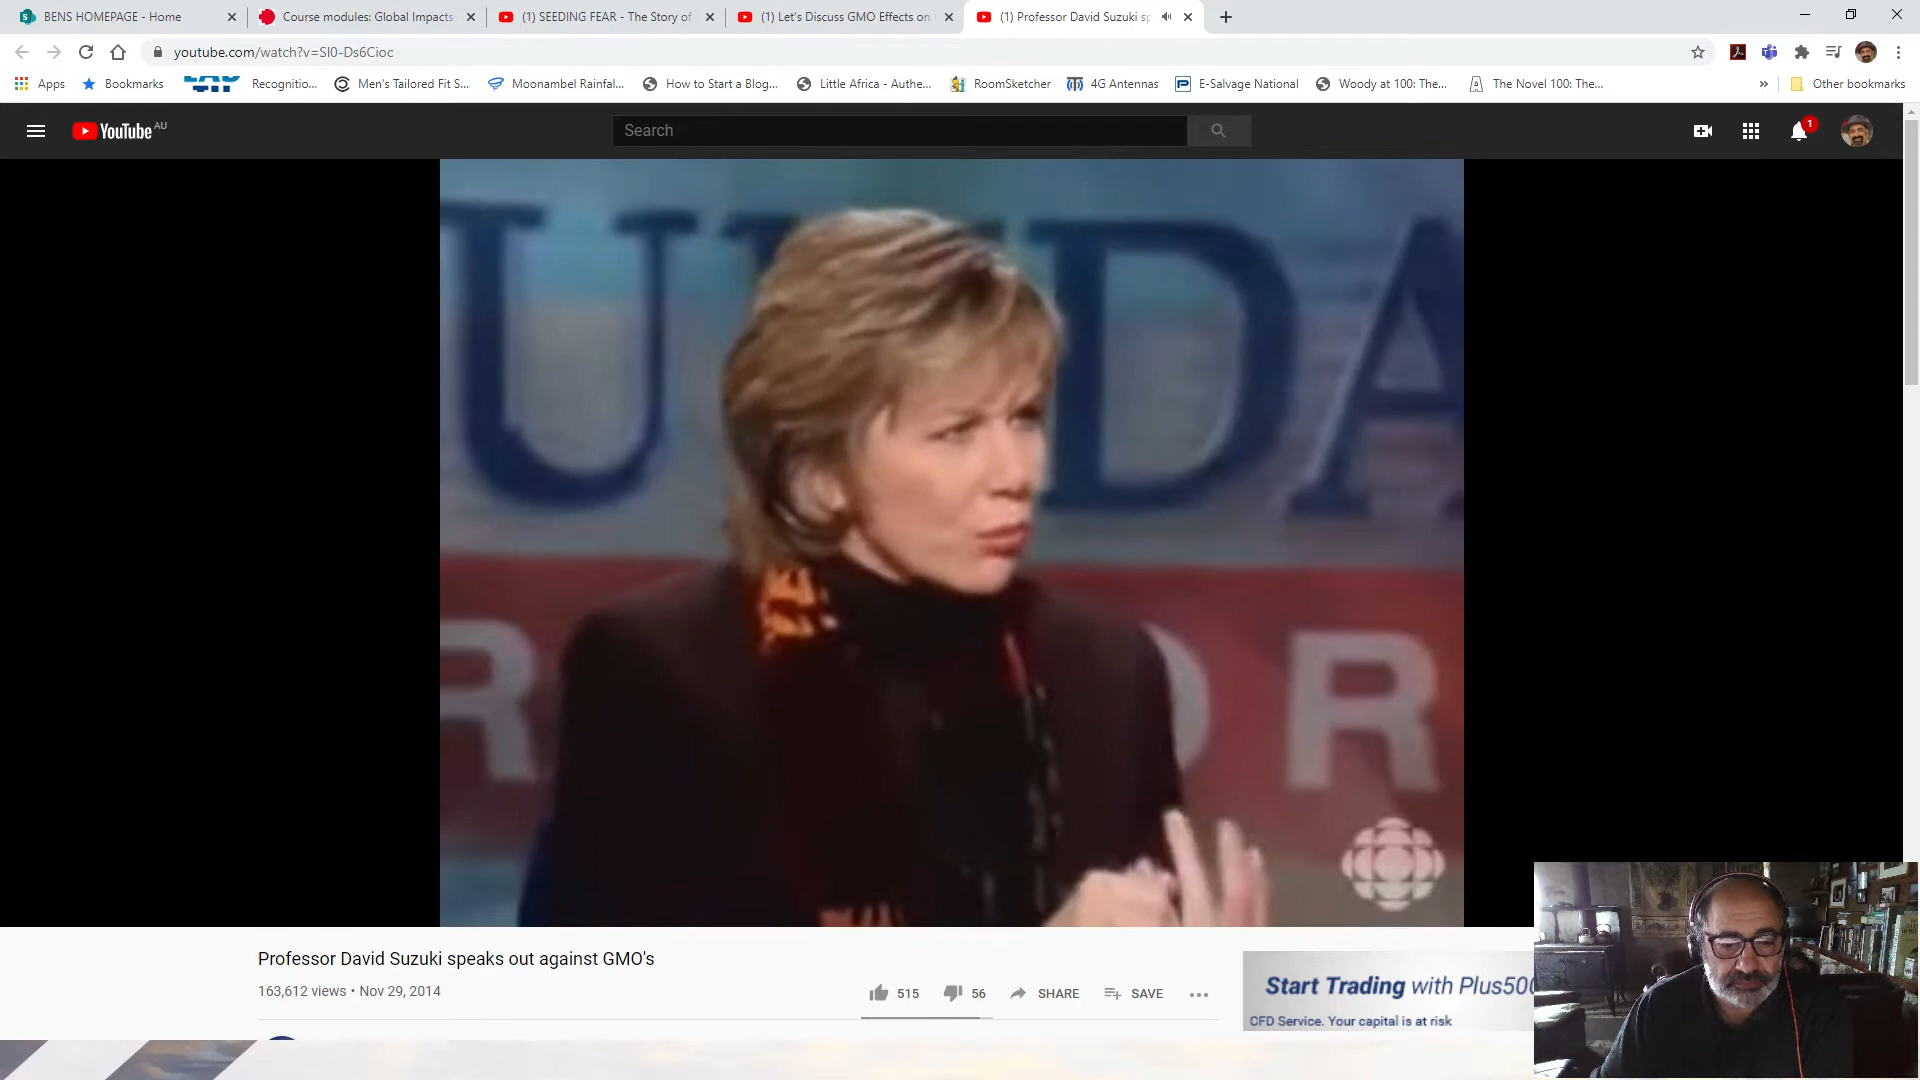 BENS HOMEPAGE - Home
Course modules: Global Impacts
(1) SEEDING FEAR - The Story of
(1) Let's Discuss GMO Effects on
(1) Professor David Suzuki sp
youtube.com/watch?v=Sl0-Ds6Cioc
Apps
Bookmarks
Recognitio...
Men's Tailored Fit S...
Moonambel Rainfal...
How to Start a Blog...
Little Africa - Authe...
RoomSketcher
4G Antennas
E-Salvage National
Woody at 100: The...
The Novel 100: The...
»
Other bookmarks
YouTube AU
Search
1
UNDA
R OR
Professor David Suzuki speaks out against GMO's
163,612 views • Nov 29, 2014
515
56
SHARE
SAVE
Start Trading with Plus500
CFD Service. Your capital is at risk